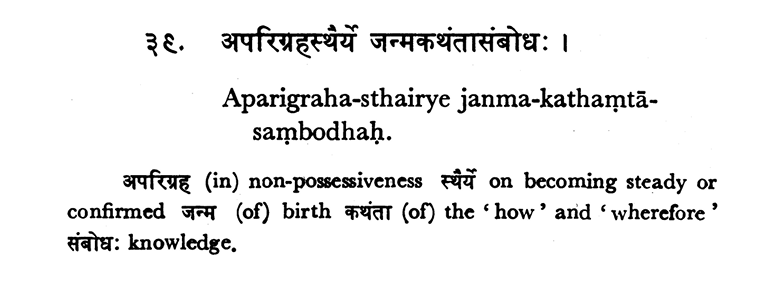 ३९. अपरिग्रहस्थैर्ये जन्मकथंतासंबोधः ।
Aparigraha-sthairye janma-kathaṃtā-
saṃbodhaḥ.
अपरिग्रह (in) non-possessiveness स्थैर्ये on becoming steady or
confirmed जन्म (of) birth कथंता (of) the ‘ how ’ and ‘ wherefore ’
संबोधः knowledge.